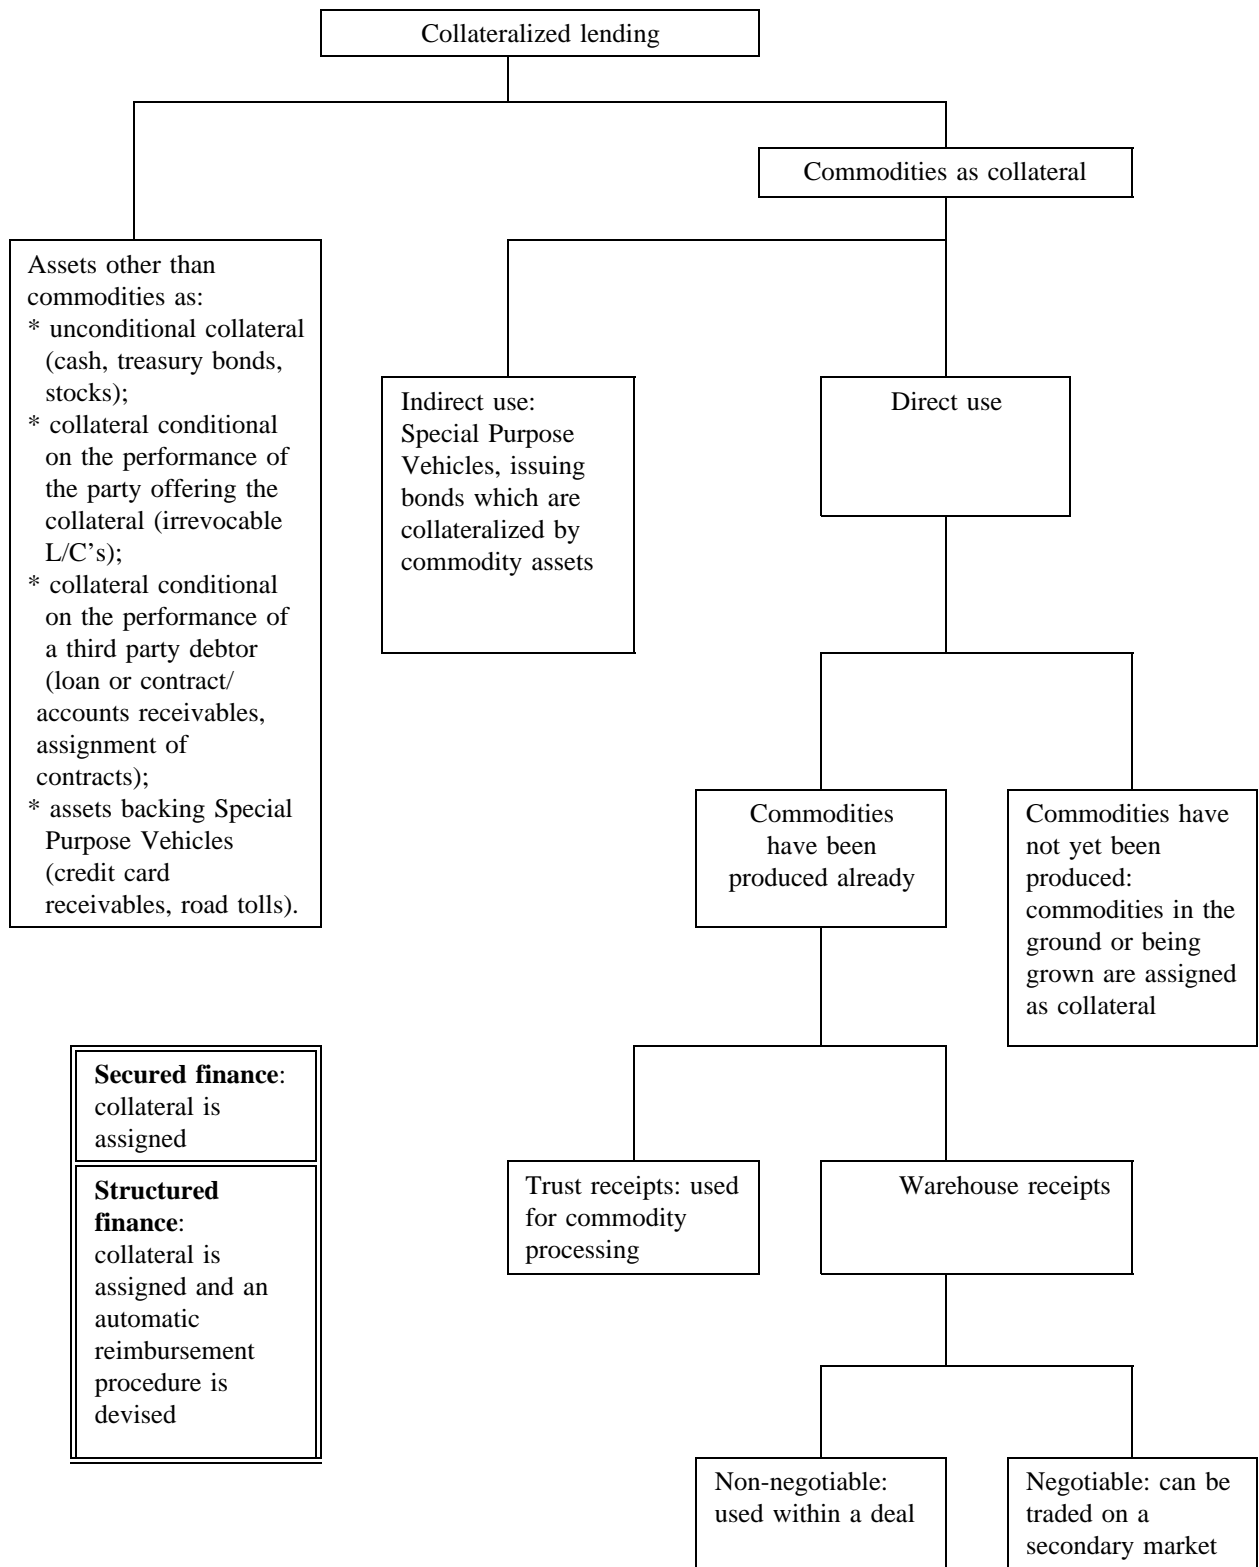 Collateralized lending
Commodities as collateral
Assets other than
commodities as:
* unconditional collateral
(cash, treasury bonds,
stocks);
* collateral conditional
on the performance of
the party offering the
collateral (irrevocable
L/C's);
* collateral conditional
on the performance of
a third party debtor
(loan or contract/
accounts receivables,
assignment of
contracts);
* assets backing Special
Purpose Vehicles
(credit card
receivables, road tolls).
Indirect use:
Special Purpose
Vehicles, issuing
bonds which are
collateralized by
commodity assets
Direct use
Commodities
have been
produced already
Commodities have
not yet been
produced:
commodities in the
ground or being
grown are assigned
as collateral
Secured finance:
collateral is
assigned
Structured
finance:
collateral is
assigned and an
automatic
reimbursement
procedure is
devised
Trust receipts: used
for commodity
processing
Warehouse receipts
Non-negotiable:
used within a deal
Negotiable: can be
traded on a
secondary market